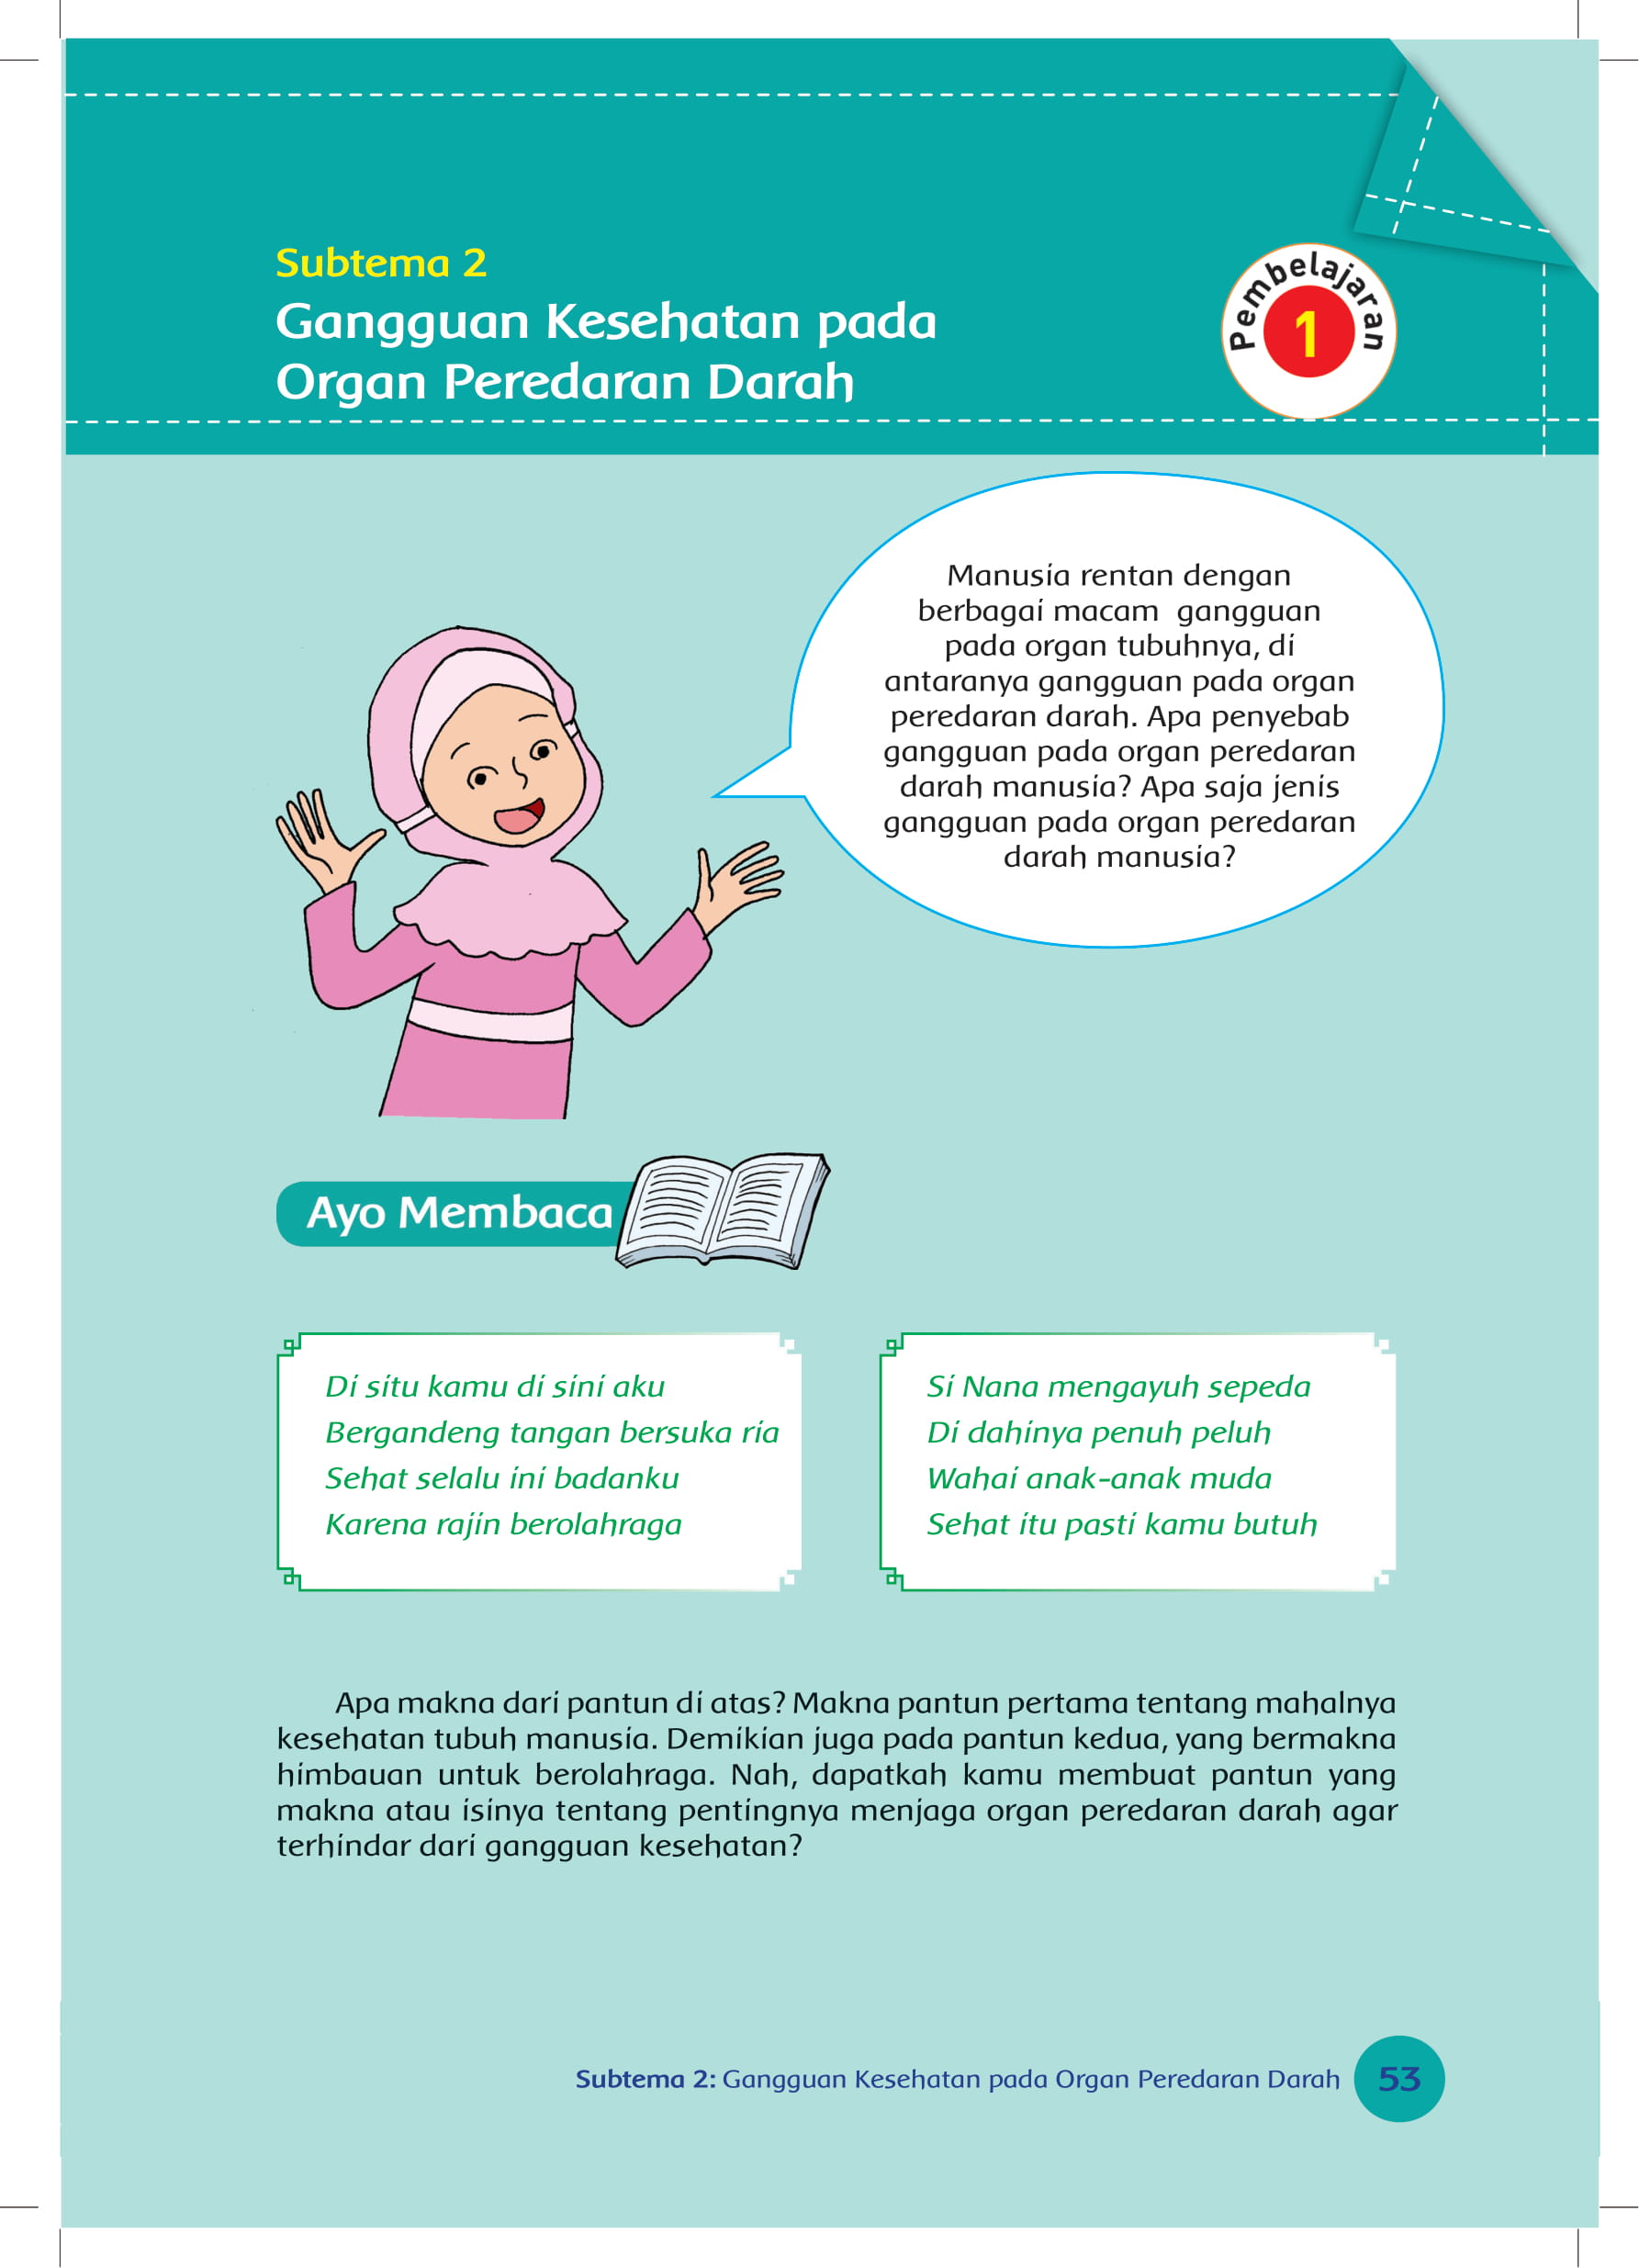 Subtema 2
Gangguan Kesehatan pada
Organ Peredaran Darah
Pembelajaran
1
Manusia rentan dengan
berbagai macam gangguan
pada organ tubuhnya, di
antaranya gangguan pada organ
peredaran darah. Apa penyebab
gangguan pada organ peredaran
darah manusia? Apa saja jenis
gangguan pada organ peredaran
darah manusia?
Ayo Membaca
Di situ kamu di sini aku
Bergandeng tangan bersuka ria
Sehat selalu ini badanku
Karena rajin berolahraga
Si Nana mengayuh sepeda
Di dahinya penuh peluh
Wahai anak-anak muda
Sehat itu pasti kamu butuh
Apa makna dari pantun di atas? Makna pantun pertama tentang mahalnya
kesehatan tubuh manusia. Demikian juga pada pantun kedua, yang bermakna
himbauan untuk berolahraga. Nah, dapatkah kamu membuat pantun yang
makna atau isinya tentang pentingnya menjaga organ peredaran darah agar
terhindar dari gangguan kesehatan?
Subtema 2: Gangguan Kesehatan pada Organ Peredaran Darah
53